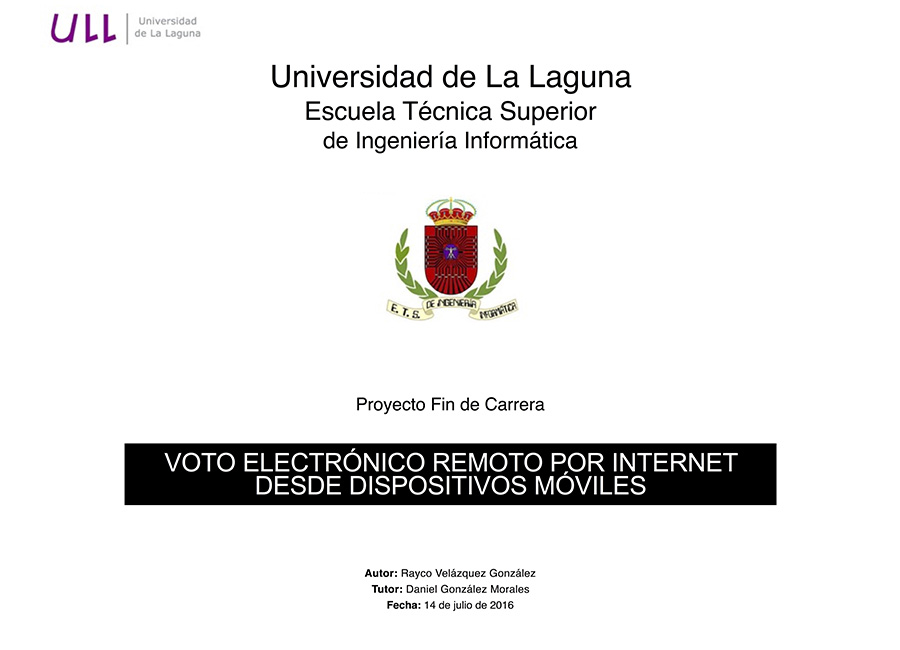 ULL
Universidad
de La Laguna
Universidad de La Laguna
Escuela Técnica Superior
de Ingeniería Informática
E. T. S. DE INGENIERÍA INFORMÁTICA
Proyecto Fin de Carrera
VOTO ELECTRÓNICO REMOTO POR INTERNET
DESDE DISPOSITIVOS MÓVILES
Autor: Rayco Velázquez González
Tutor: Daniel González Morales
Fecha: 14 de julio de 2016